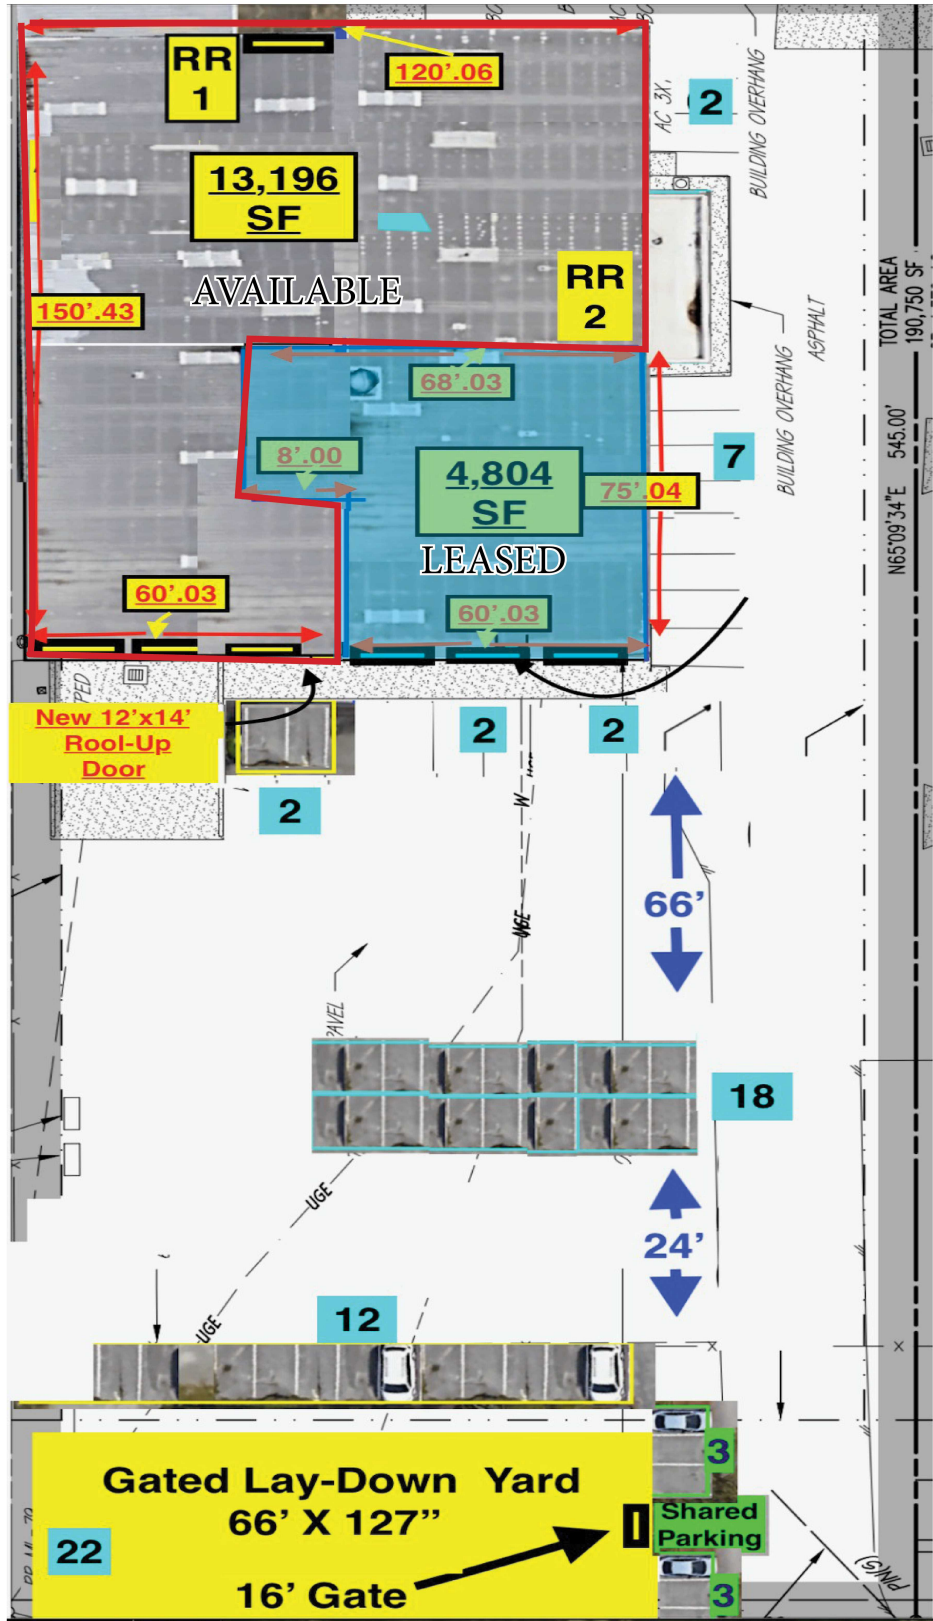 RR
1
120'.06
AC 3X,
2
BUILDING OVERHANG
13,196
SF
AVAILABLE
RR
2
150'.43
TOTAL AREA
190,750 SF
ASPHALT
BUILDING OVERHANG
68'.03
8'.00
4,804
SF
75'.04
7
LEASED
N65°09'34"E 545.00'
60'.03
60'.03
New 12'x14'
Rool-Up
Door
2
2
2
W
66'
18
UGE
24'
UGE
12
Gated Lay-Down Yard
66' X 127”
22
16' Gate
3
Shared
Parking
3
PIN(S)